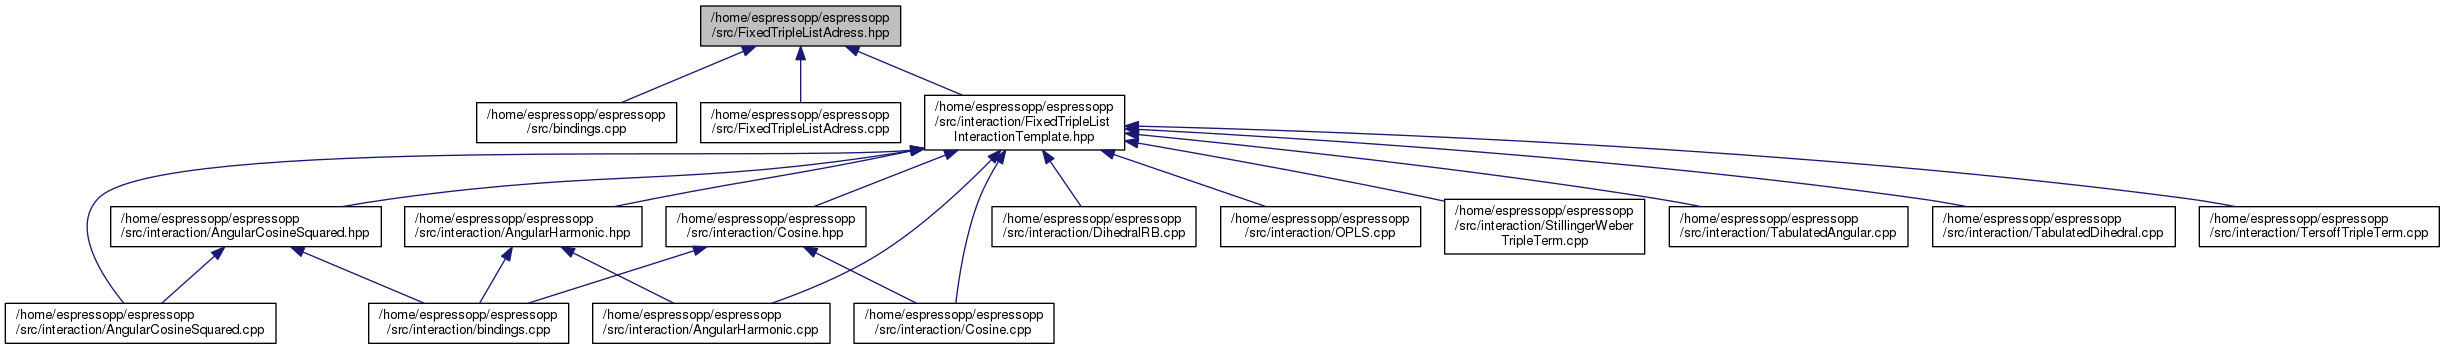 /home/espressopp/espressopp
/src/FixedTripleListAdress.hpp
/home/espressopp/espressopp
/src/bindings.cpp
/home/espressopp/espressopp
/src/FixedTripleListAdress.cpp
/home/espressopp/espressopp
/src/interaction/FixedTripleList
InteractionTemplate.hpp
/home/espressopp/espressopp
/src/interaction/AngularCosineSquared.hpp
/home/espressopp/espressopp
/src/interaction/AngularHarmonic.hpp
/home/espressopp/espressopp
/src/interaction/Cosine.hpp
/home/espressopp/espressopp
/src/interaction/DihedralRB.cpp
/home/espressopp/espressopp
/src/interaction/OPLS.cpp
/home/espressopp/espressopp
/src/interaction/StillingerWeber
TripleTerm.cpp
/home/espressopp/espressopp
/src/interaction/TabulatedAngular.cpp
/home/espressopp/espressopp
/src/interaction/TabulatedDihedral.cpp
/home/espressopp/espressopp
/src/interaction/TersoffTripleTerm.cpp
/home/espressopp/espressopp
/src/interaction/AngularCosineSquared.cpp
/home/espressopp/espressopp
/src/interaction/bindings.cpp
/home/espressopp/espressopp
/src/interaction/AngularHarmonic.cpp
/home/espressopp/espressopp
/src/interaction/Cosine.cpp